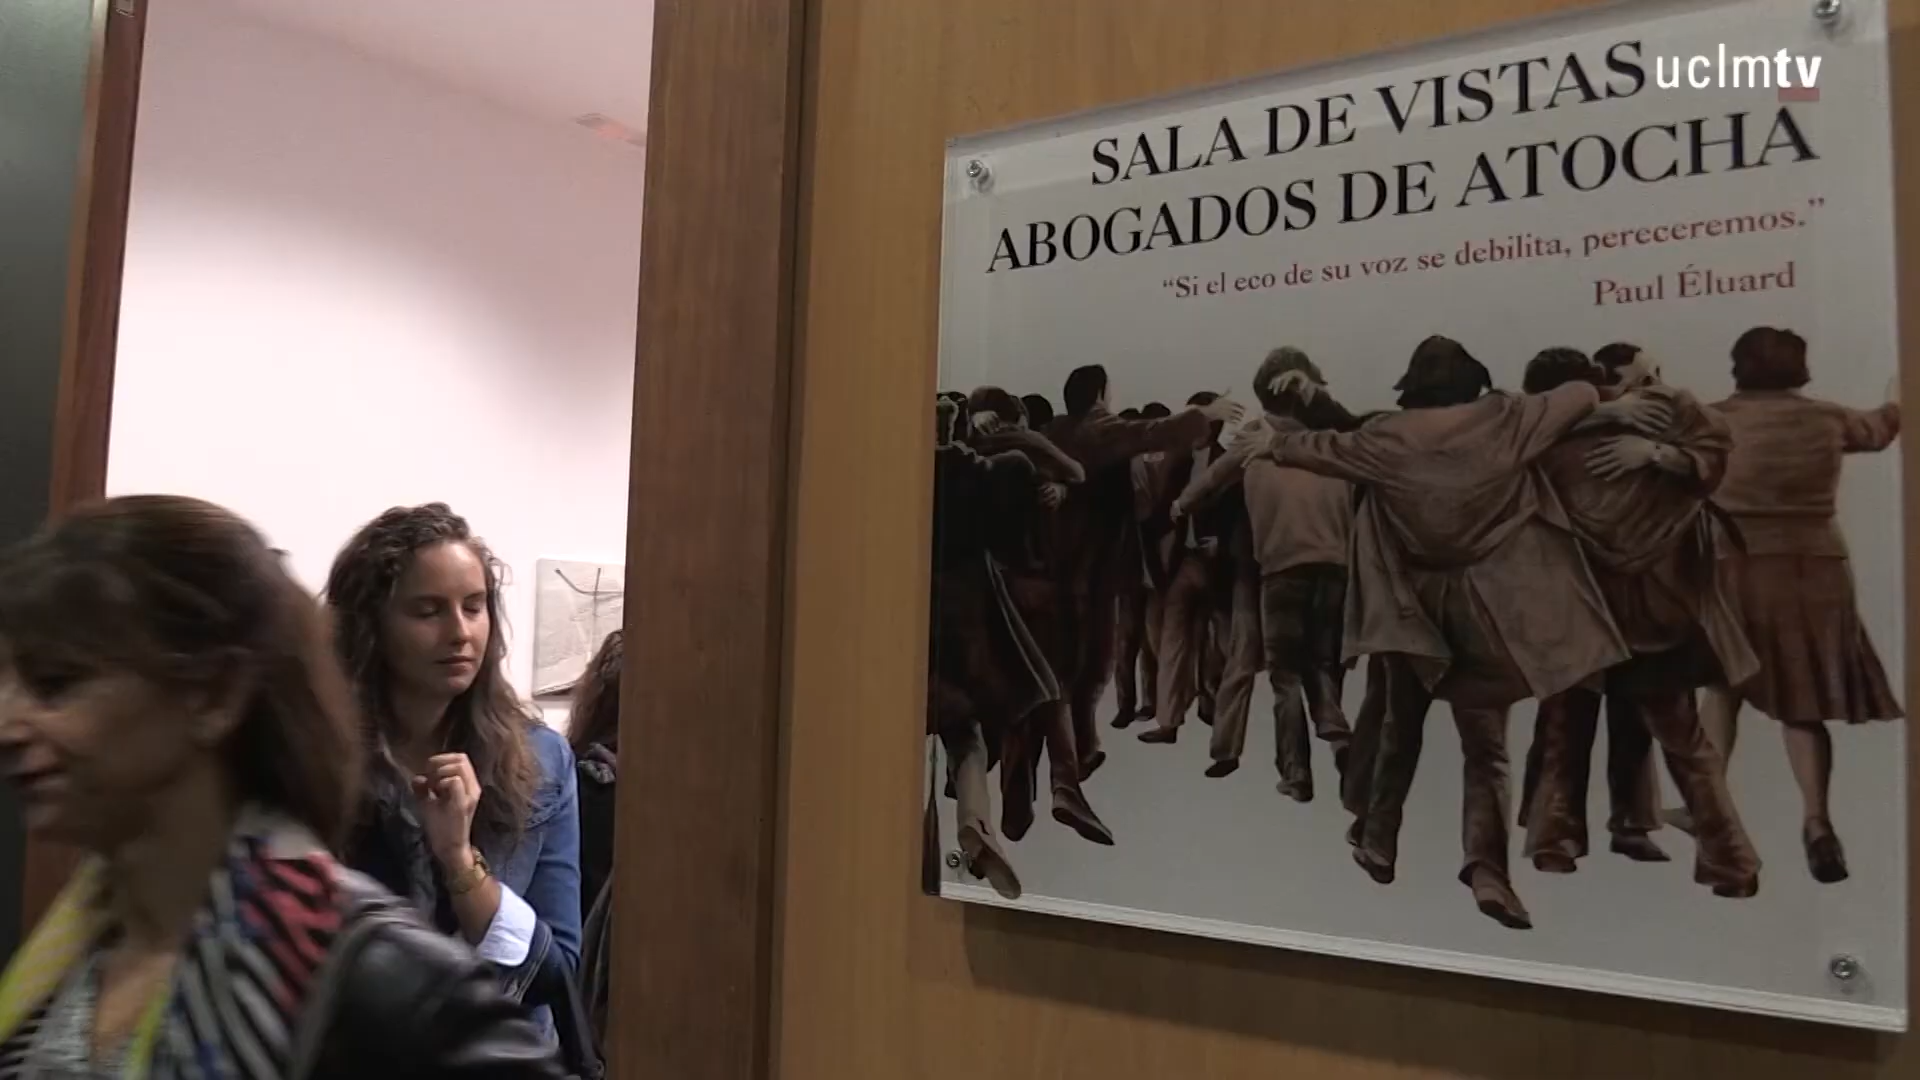 uclmtv
SALA DE VISTAS
ABOGADOS DE ATOCHA
“Si el eco de su voz se debilita, pereceremos.”
Paul Éluard